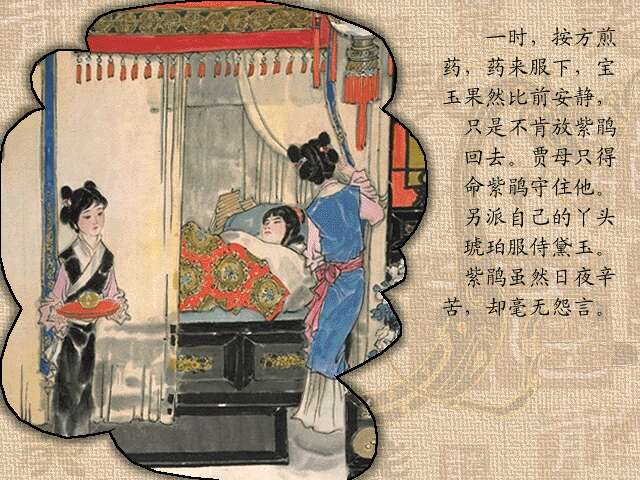 一时，按方煎
药，药来服下，宝
玉果然比前安静，
只是不肯放紫鹃
回去。贾母只得
命紫鹃守住他。
另派自己的丫头
琥珀服侍黛玉。
紫鹃虽然日夜辛
苦，却毫无怨言。